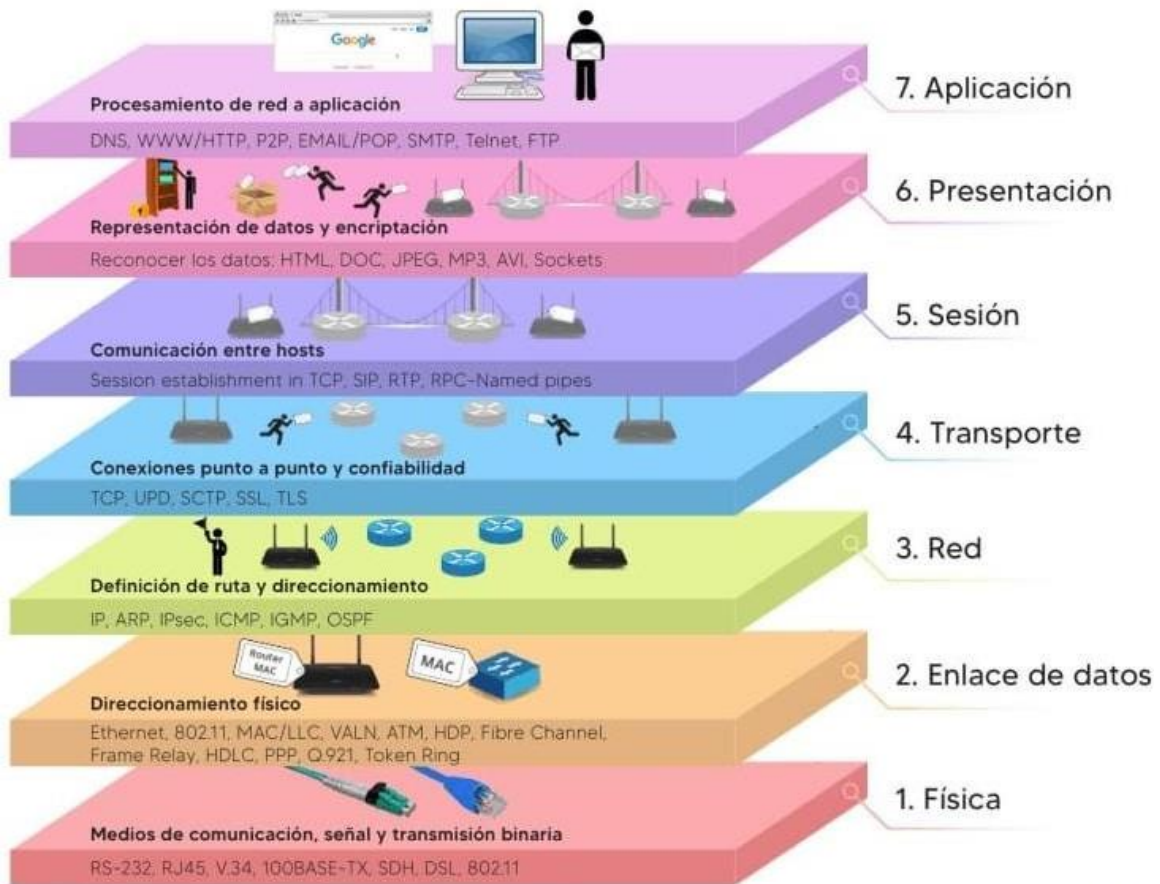 Google
7. Aplicación
Procesamiento de red a aplicación
DNS, WWW/HTTP, P2P, EMAIL/POP, SMTP, Telnet, FTP
6. Presentación
Representación de datos y encriptación
Reconocer los datos: HTML, DOC, JPEG, MP3, AVI, Sockets
5. Sesión
Comunicación entre hosts
Session establishment in TCP, SIP, RTP, RPC-Named pipes
4. Transporte
Conexiones punto a punto y confiabilidad
TCP, UPD, SCTP, SSL, TLS
3. Red
Definición de ruta y direccionamiento
IP, ARP, IPsec, ICMP, IGMP, OSPF
Router
MAC
MAC
2. Enlace de datos
Direccionamiento físico
Ethernet, 802.11, MAC/LLC, VALN, ATM, HDP, Fibre Channel,
Frame Relay, HDLC, PPP, Q.921, Token Ring
1. Física
Medios de comunicación, señal y transmisión binaria
RS-232, RJ45, V.34, 100BASE-TX, SDH, DSL, 802.11